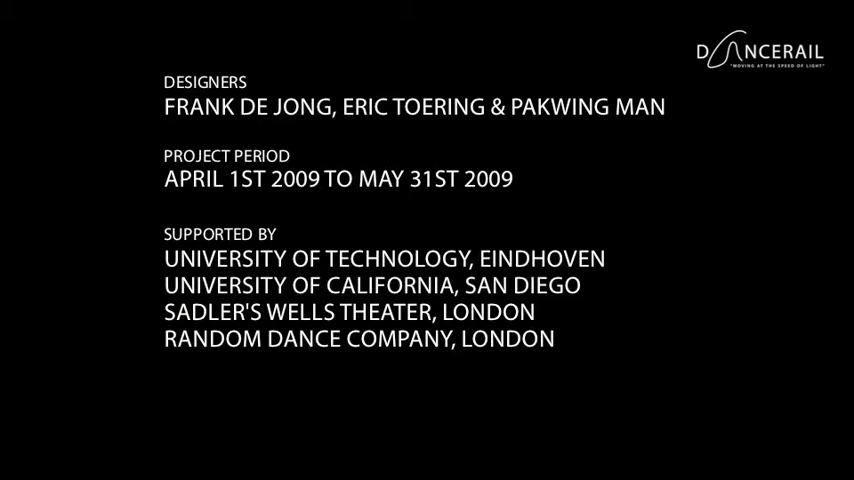 DANCERAIL
"MOVING AT THE SPEED OF LIGHT"
DESIGNERS
FRANK DE JONG, ERIC TOERING & PAKWING MAN
PROJECT PERIOD
APRIL 1ST 2009 TO MAY 31ST 2009
SUPPORTED BY
UNIVERSITY OF TECHNOLOGY, EINDHOVEN
UNIVERSITY OF CALIFORNIA, SAN DIEGO
SADLER'S WELLS THEATER, LONDON
RANDOM DANCE COMPANY, LONDON